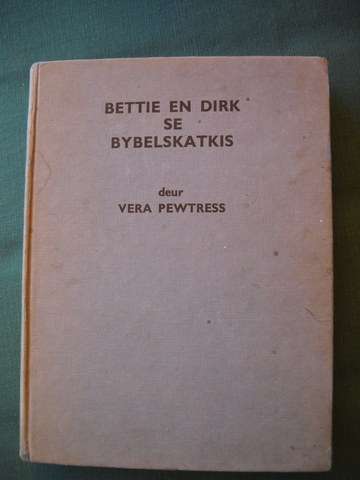 BETTIE EN DIRK
SE
BYBELSKATKIS
deur
VERA PEWTRESS